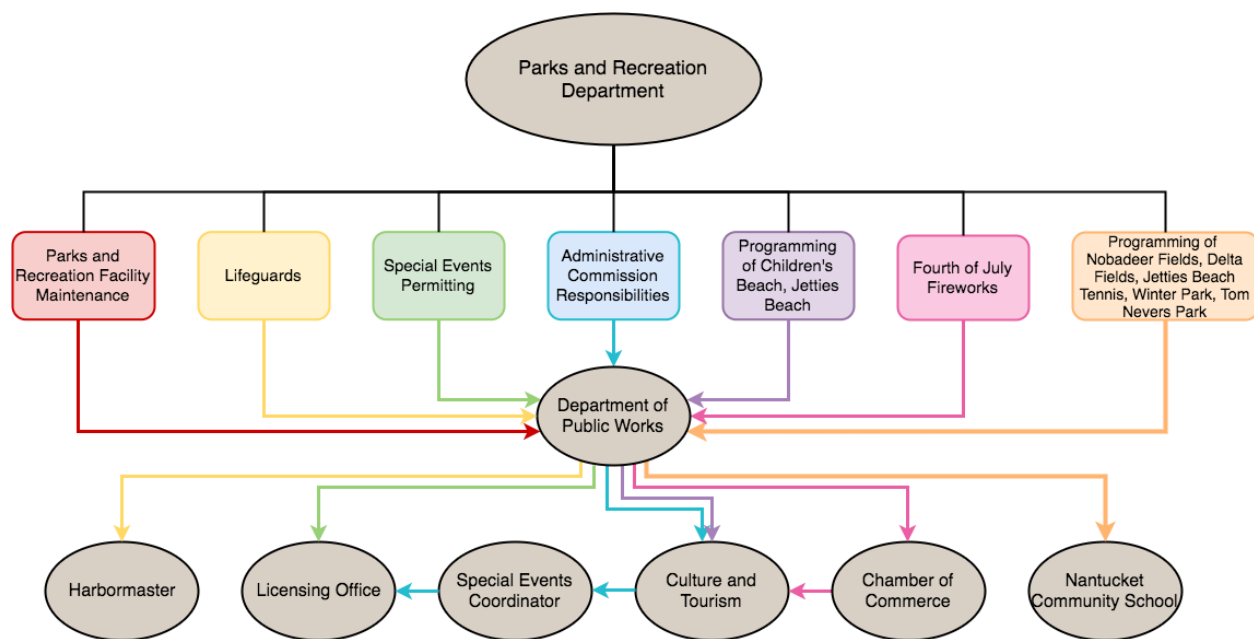 Parks and Recreation
Department
Parks and
Recreation Facility
Maintenance
Lifeguards
Special Events
Permitting
Administrative
Commission
Responsibilities
Programming
of Children's
Beach, Jetties
Beach
Fourth of July
Fireworks
Programming of
Nobadeer Fields, Delta
Fields, Jetties Beach
Tennis, Winter Park, Tom
Nevers Park
Department of
Public Works
Harbormaster
Licensing Office
Special Events
Coordinator
Culture and
Tourism
Chamber of
Commerce
Nantucket
Community School